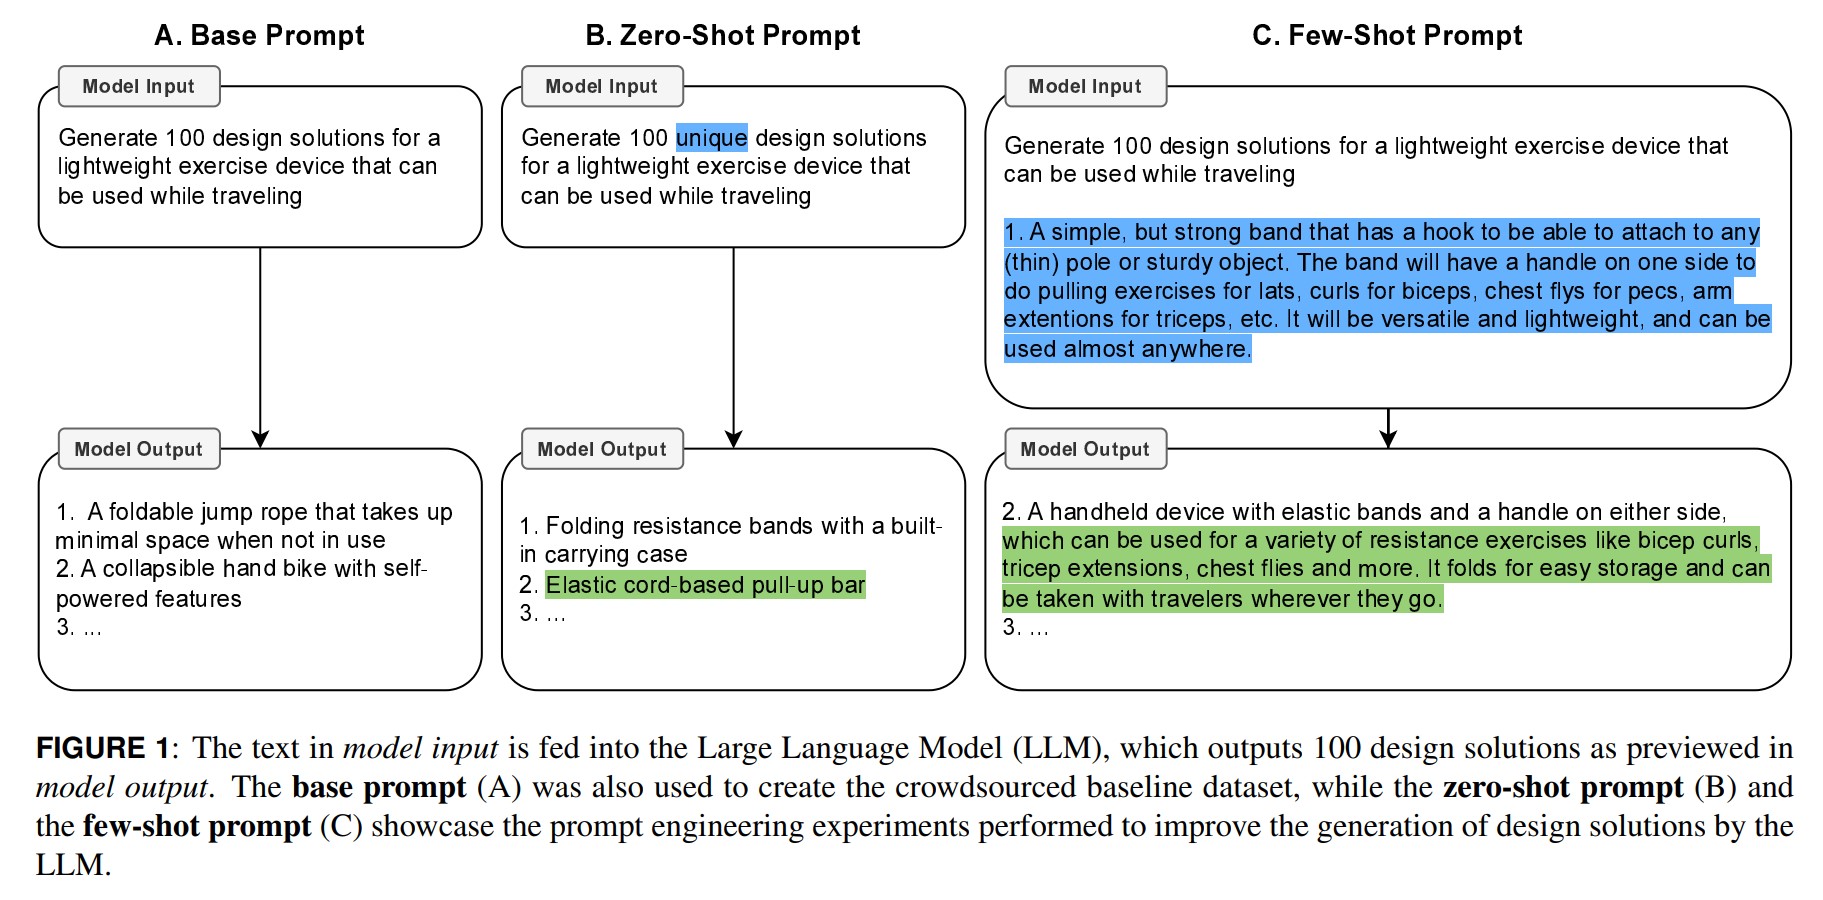 A. Base Prompt
Model Input
Generate 100 design solutions for a
lightweight exercise device that can
be used while traveling
Model Output
1. A foldable jump rope that takes up
minimal space when not in use
2. A collapsible hand bike with self-
powered features
3. ...
B. Zero-Shot Prompt
Model Input
Generate 100 unique design solutions
for a lightweight exercise device that
can be used while traveling
Model Output
1. Folding resistance bands with a built-
in carrying case
2. Elastic cord-based pull-up bar
3. ...
C. Few-Shot Prompt
Model Input
Generate 100 design solutions for a lightweight exercise device that
can be used while traveling
1. A simple, but strong band that has a hook to be able to attach to any
(thin) pole or sturdy object. The band will have a handle on one side to
do pulling exercises for lats, curls for biceps, chest flys for pecs, arm
extentions for triceps, etc. It will be versatile and lightweight, and can be
used almost anywhere.
Model Output
2. A handheld device with elastic bands and a handle on either side,
which can be used for a variety of resistance exercises like bicep curls,
tricep extensions, chest flies and more. It folds for easy storage and can
be taken with travelers wherever they go.
3. ...
FIGURE 1: The text in model input is fed into the Large Language Model (LLM), which outputs 100 design solutions as previewed in
model output. The base prompt (A) was also used to create the crowdsourced baseline dataset, while the zero-shot prompt (B) and
the few-shot prompt (C) showcase the prompt engineering experiments performed to improve the generation of design solutions by the
LLM.